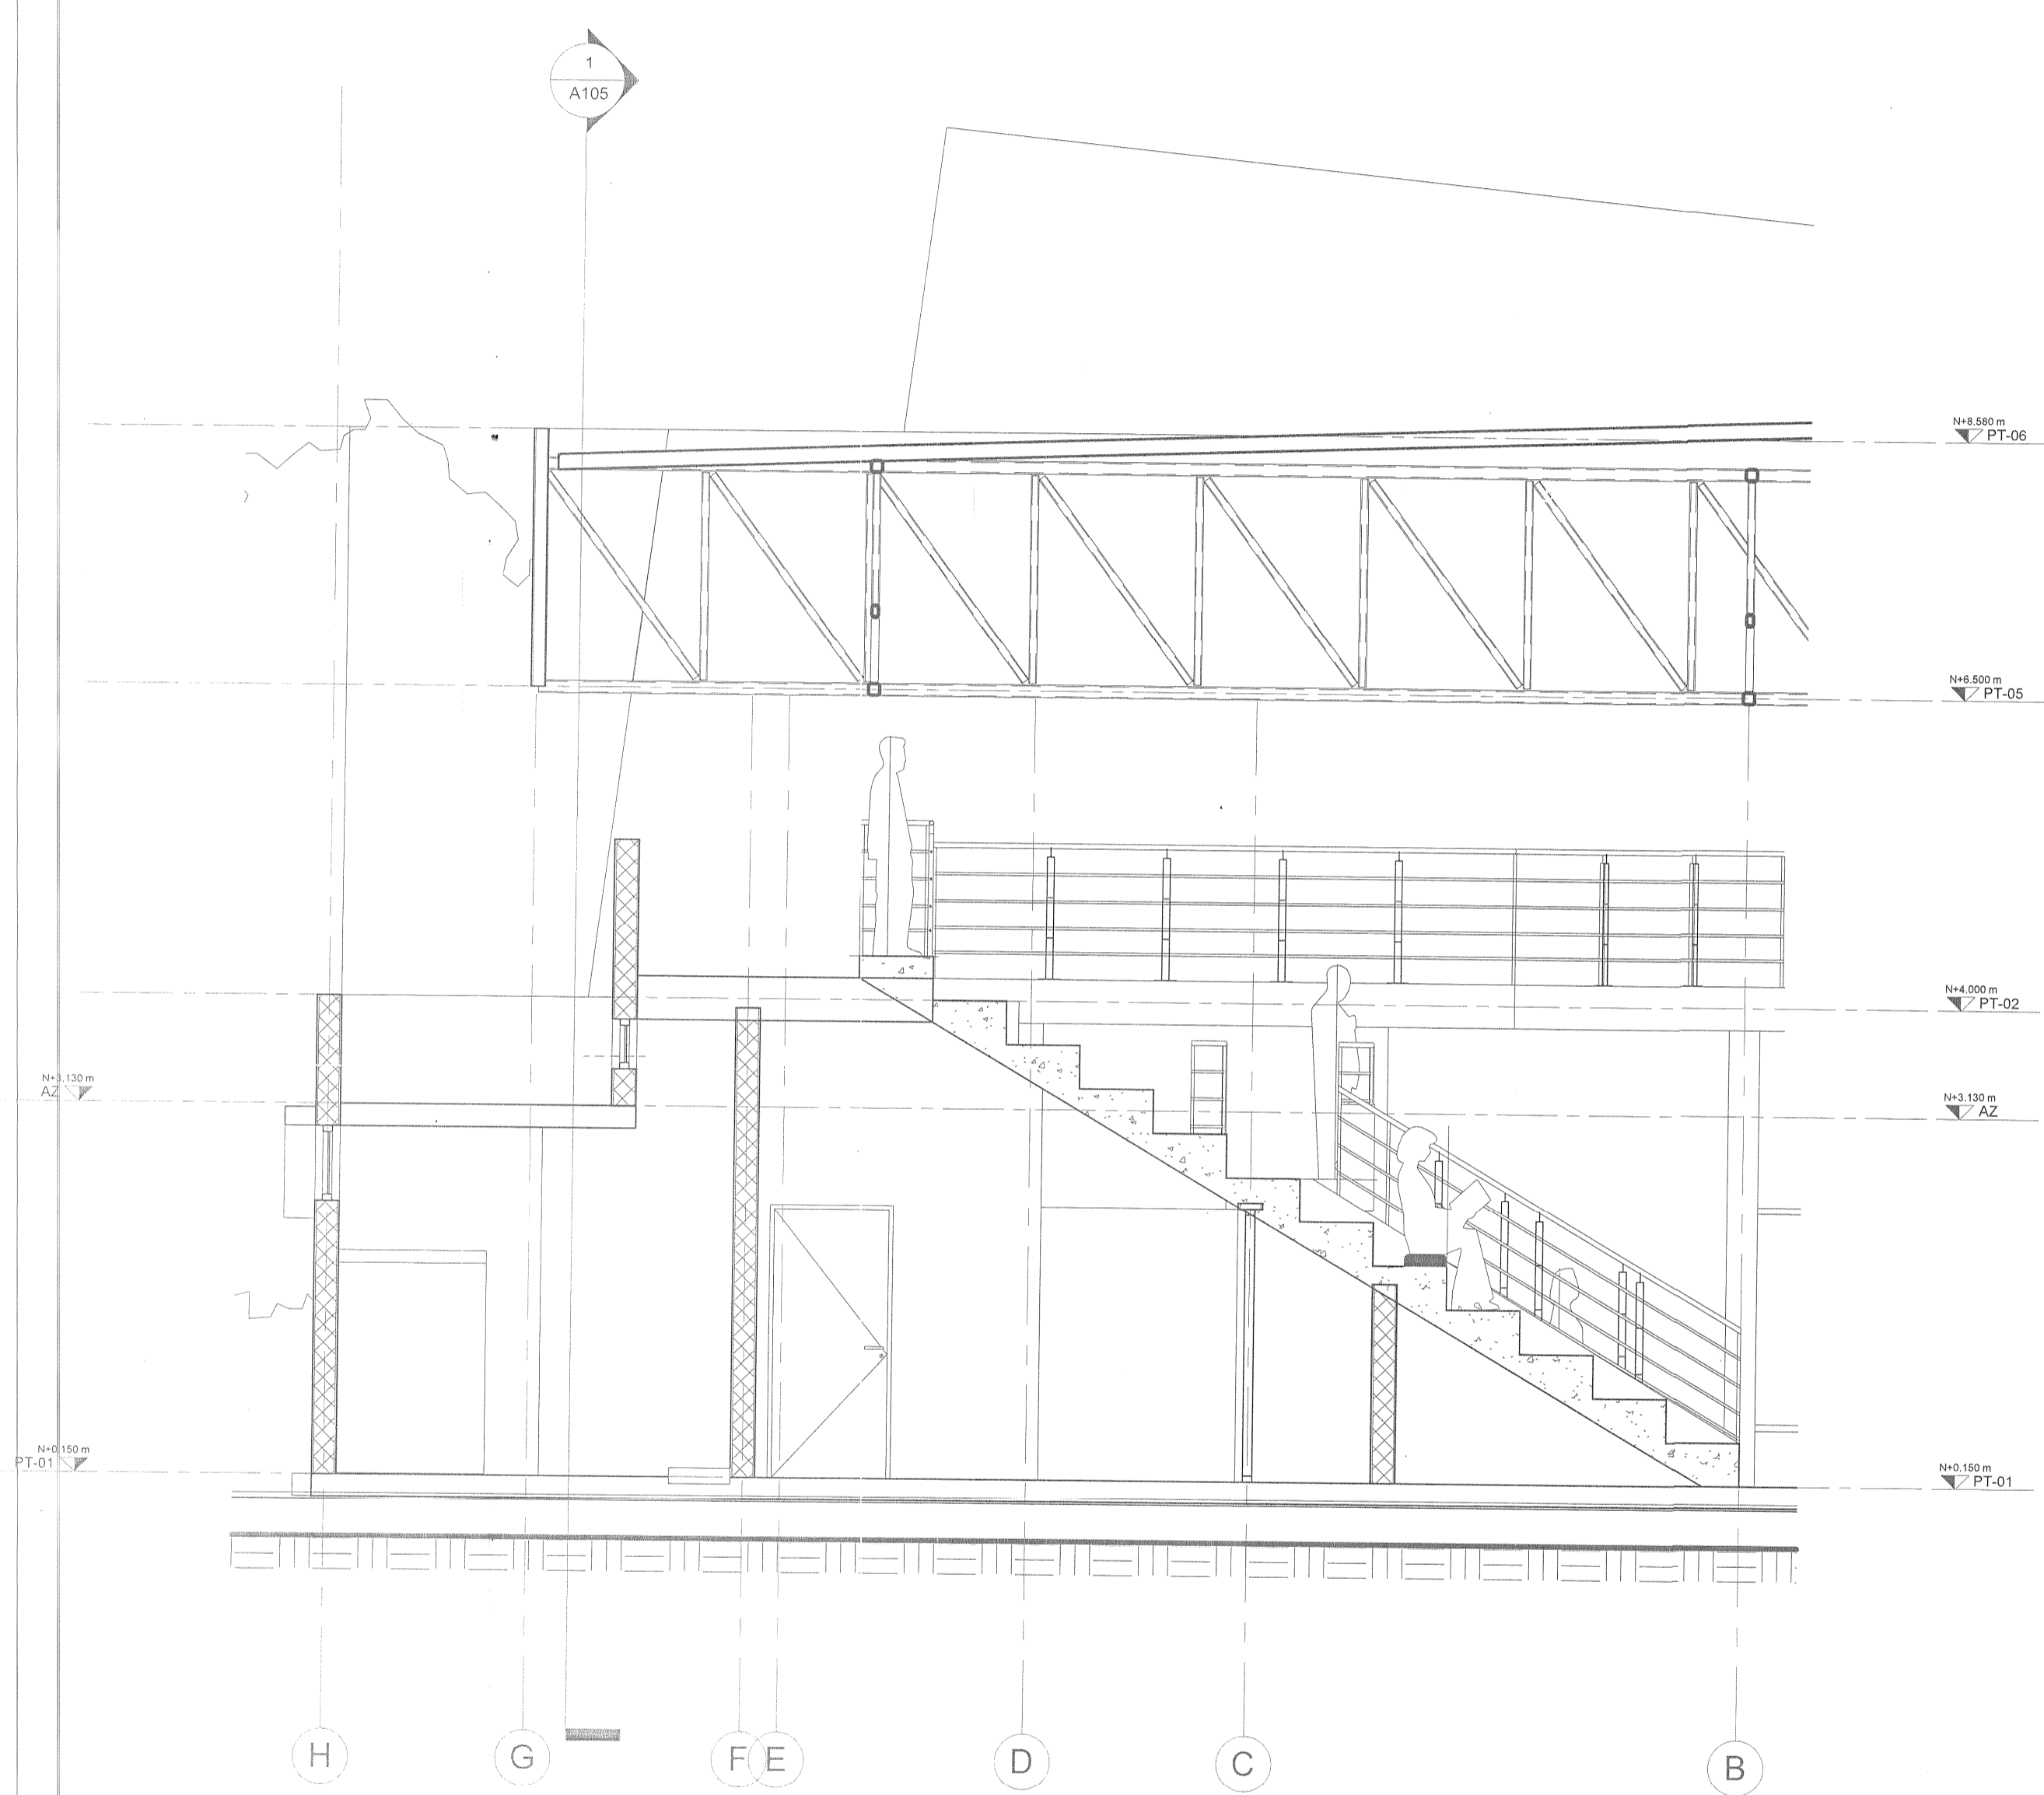 1
A105
N+8.580 m
PT-06
N+6.500 m
PT-05
N+4.000 m
PT-02
N+3.130 m
AZ
N+3.130 m
AZ
N+0.150 m
PT-01
N+0.150 m
PT-01
H
G
F
E
D
C
B